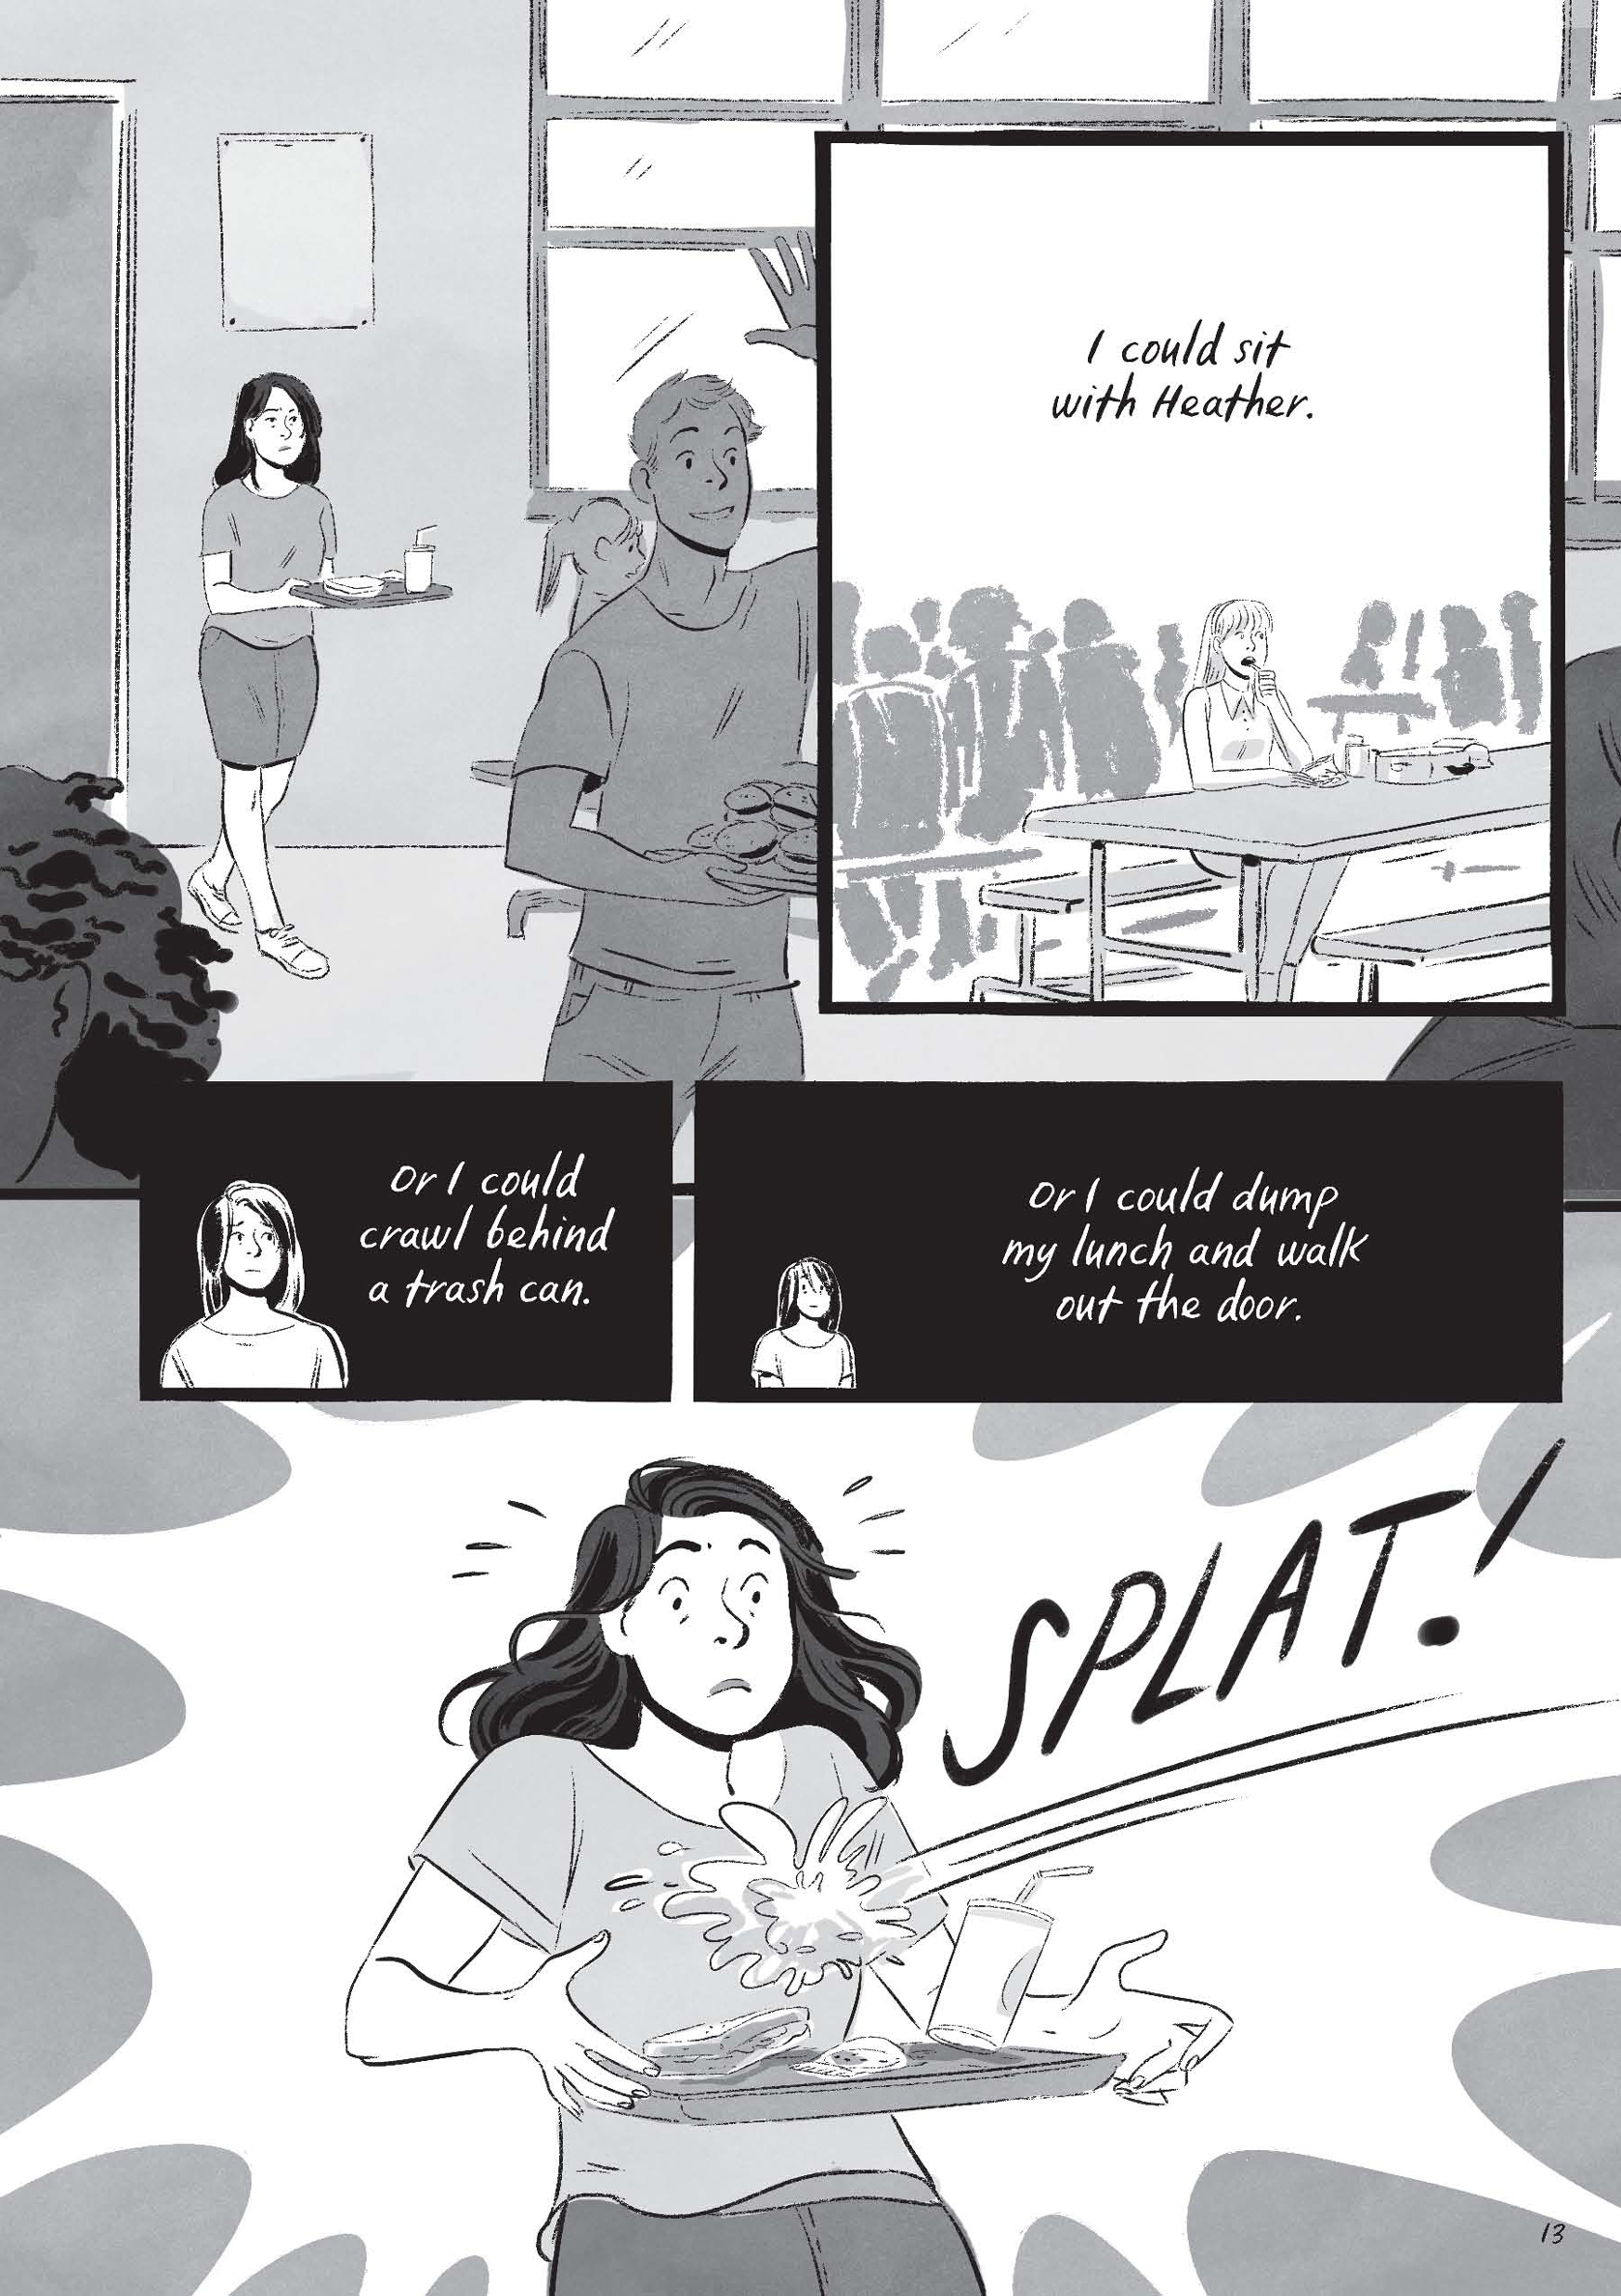 I could sit
with Heather.
Or I could
crawl behind
a trash can.
Or I could dump
my lunch and walk
out the door.
SPLAT!
13